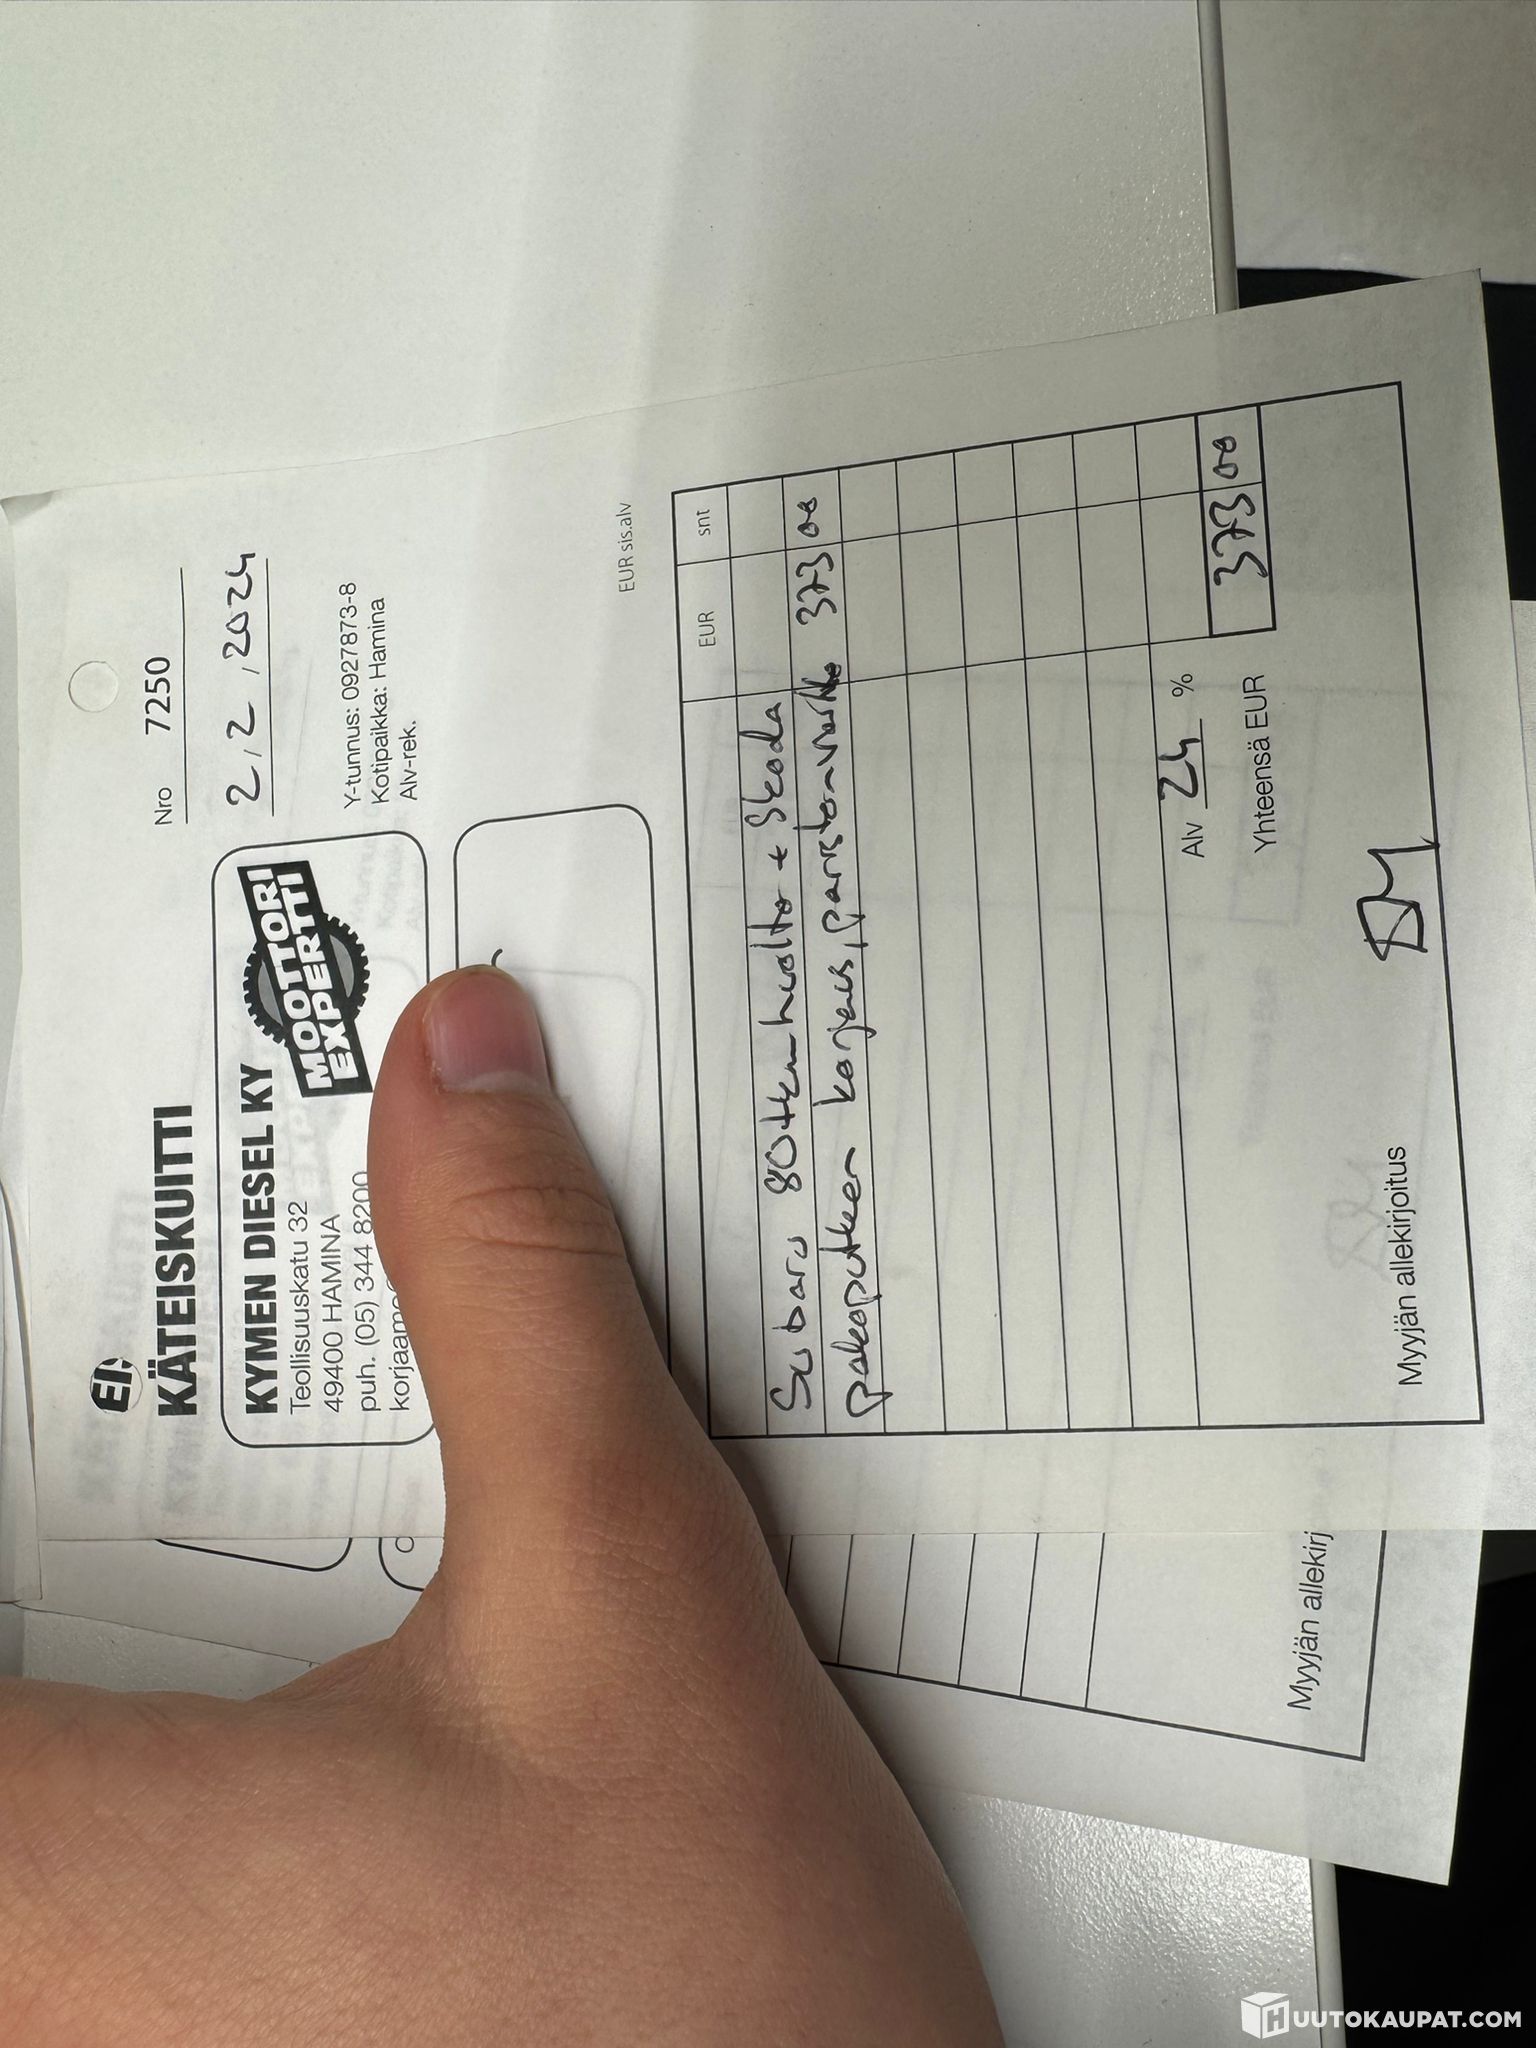 KÄTEISKUITTI
Nro 7250
2,2,2024
KYMEN DIESEL KY
MOOTTORI
EXPERTTI
Teollisuuskatu 32
49400 HAMINA
puh. (05) 344 8200
korjaamo
Y-tunnus: 0927873-8
Kotipaikka: Hamina
Alv-rek.
EUR sis.alv
EUR snt
Subaru 80tkm huolto + Skoda
pakoputken korjaus, paristonvaihto 373 00
Alv 24 %
Yhteensä EUR 373 00
Myyjän allekirjoitus
Myyjän allekirj
HUUTOKAUPAT.COM